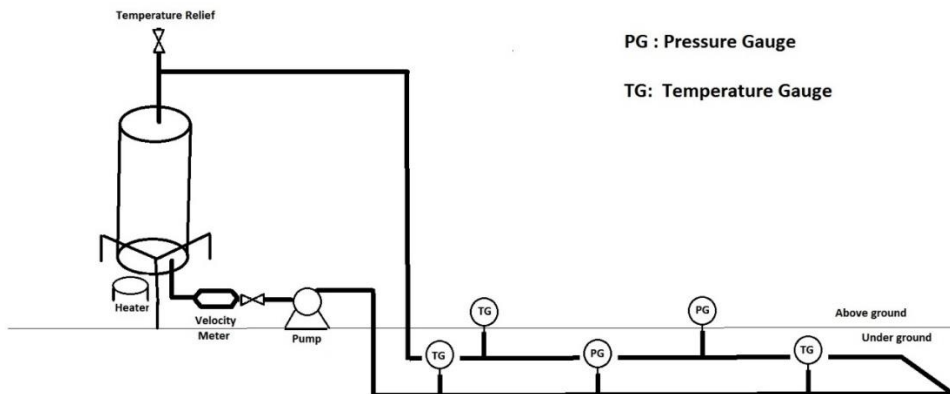 Temperature Relief
PG : Pressure Gauge
TG: Temperature Gauge
Heater
Velocity
Meter
Pump
TG
PG
Above ground
Under ground
TG
PG
TG